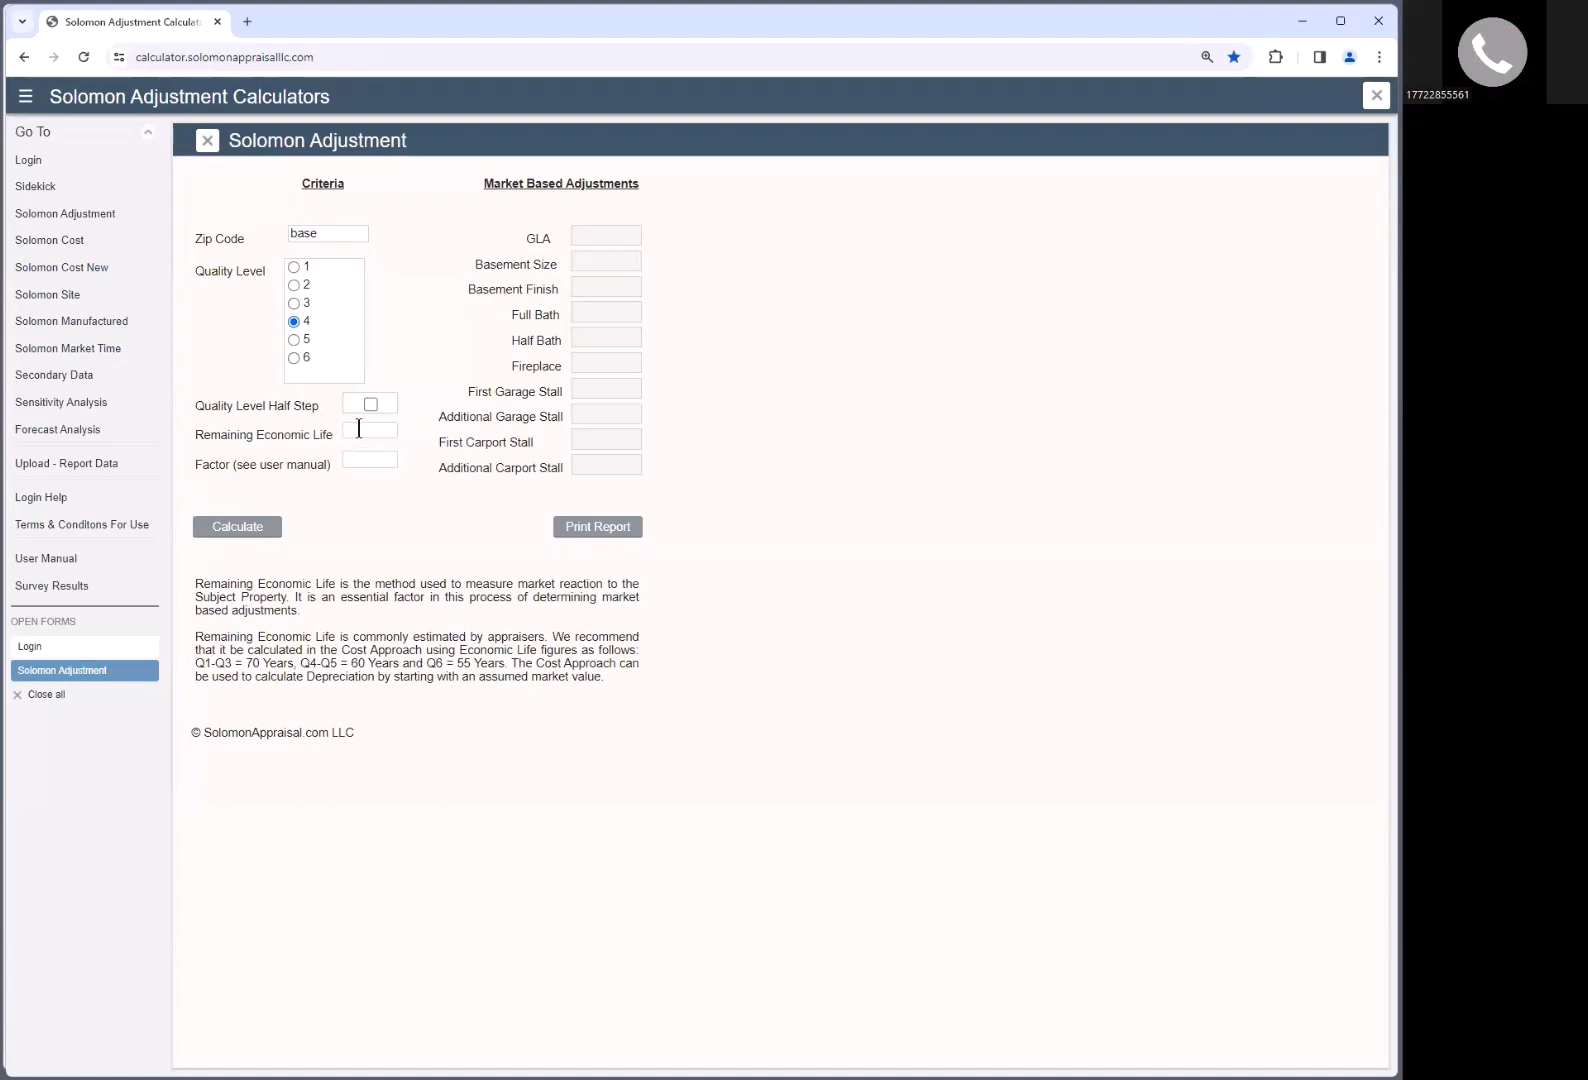 Solomon Adjustment Calculat
calculator.solomonappraisalllc.com
17722855561
Solomon Adjustment Calculators
Go To
Login
Sidekick
Solomon Adjustment
Solomon Cost
Solomon Cost New
Solomon Site
Solomon Manufactured
Solomon Market Time
Secondary Data
Sensitivity Analysis
Forecast Analysis
Upload - Report Data
Login Help
Terms & Conditons For Use
User Manual
Survey Results
OPEN FORMS
Login
Solomon Adjustment
Close all
Solomon Adjustment
Criteria
Zip Code base
Quality Level
1
2
3
4
5
6
Quality Level Half Step
Remaining Economic Life
Factor (see user manual)
Market Based Adjustments
GLA
Basement Size
Basement Finish
Full Bath
Half Bath
Fireplace
First Garage Stall
Additional Garage Stall
First Carport Stall
Additional Carport Stall
Calculate
Print Report
Remaining Economic Life is the method used to measure market reaction to the
Subject Property. It is an essential factor in this process of determining market
based adjustments.
Remaining Economic Life is commonly estimated by appraisers. We recommend
that it be calculated in the Cost Approach using Economic Life figures as follows:
Q1-Q3 = 70 Years, Q4-Q5 = 60 Years and Q6 = 55 Years. The Cost Approach can
be used to calculate Depreciation by starting with an assumed market value.
© SolomonAppraisal.com LLC